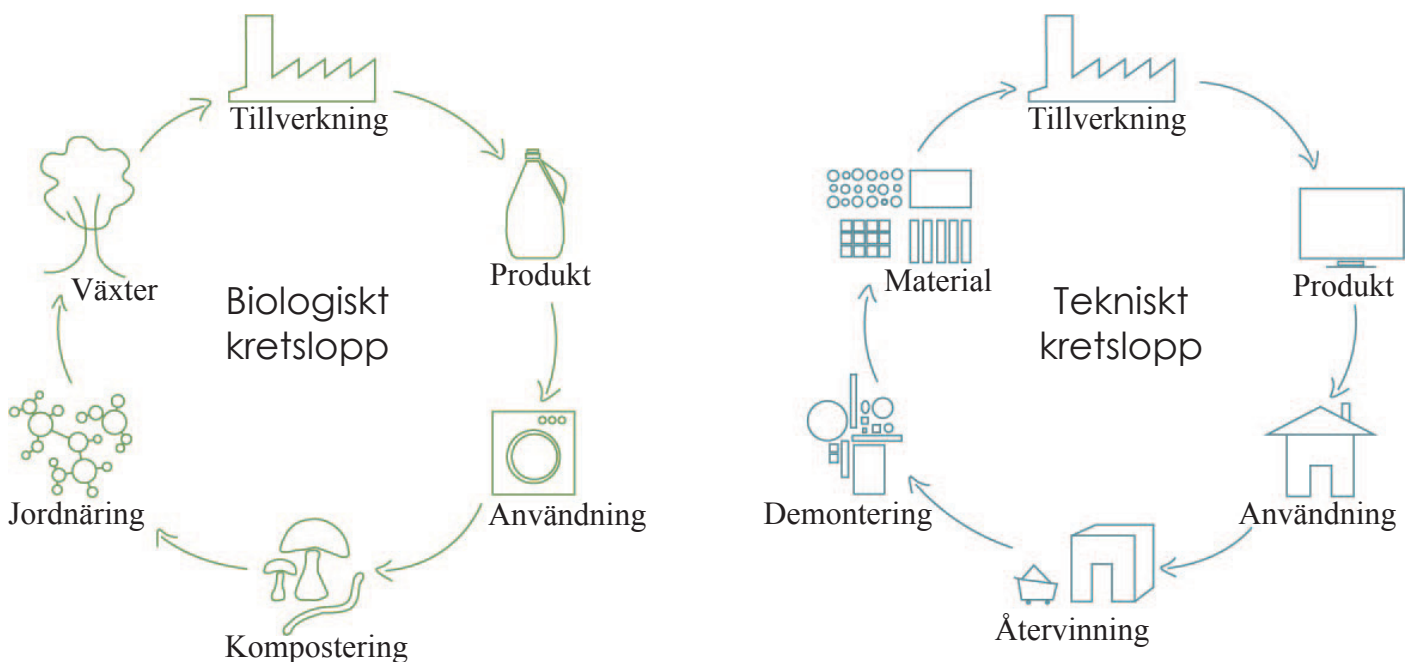 Tillverkning
Produkt
Växter
Biologiskt
kretslopp
Jordnäring
Användning
Kompostering
Tillverkning
Material
Produkt
Tekniskt
kretslopp
Demontering
Användning
Återvinning